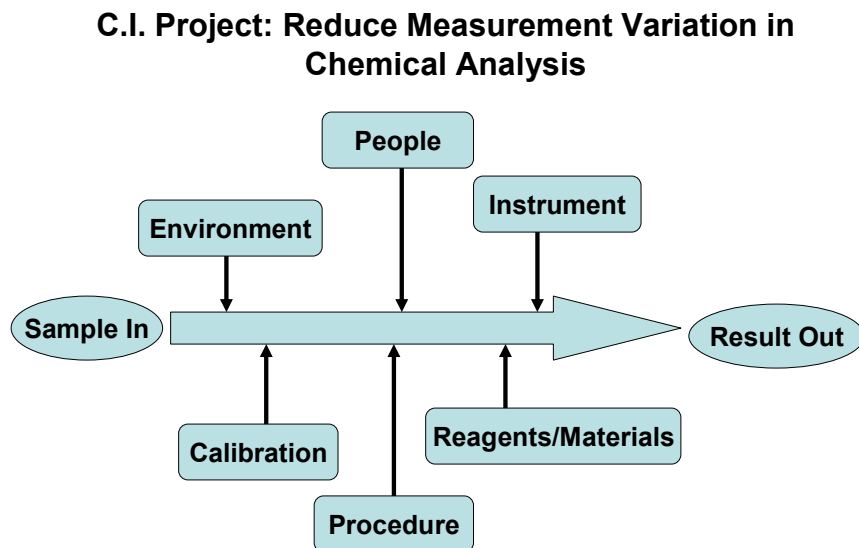 C.I. Project: Reduce Measurement Variation in
Chemical Analysis
People
Instrument
Environment
Sample In
Result Out
Reagents/Materials
Calibration
Procedure